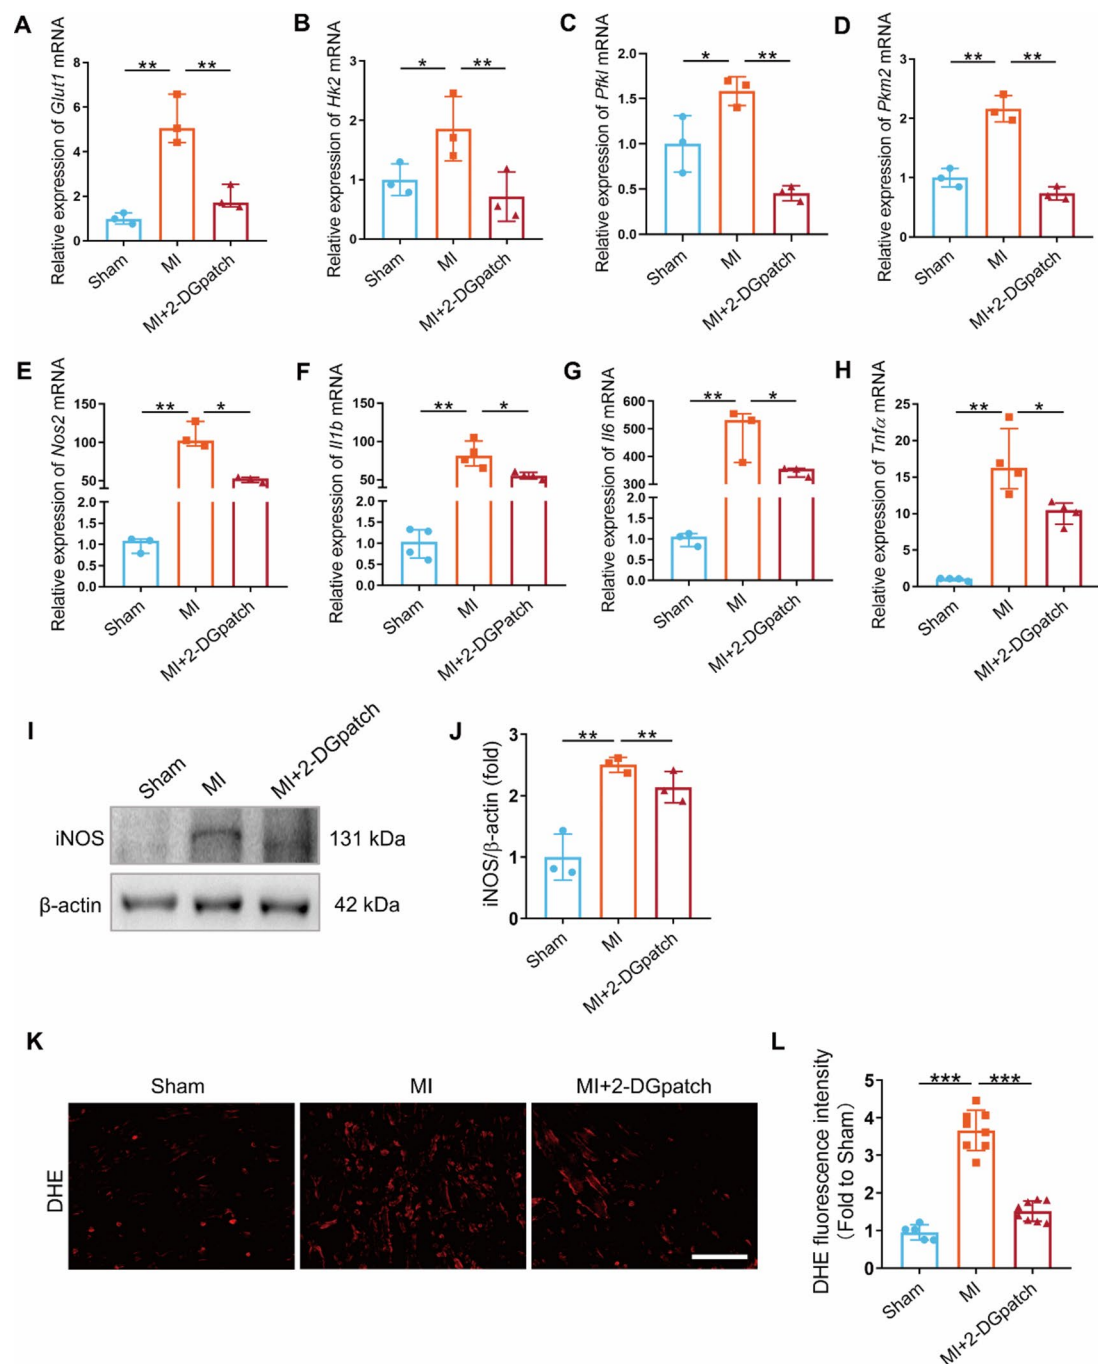 A
Relative expression of Glut1 mRNA
8
6
4
2
0
** **
Sham
MI
MI+2-DGpatch
B
Relative expression of Hk2 mRNA
3
2
1
0
* **
Sham
MI
MI+2-DGpatch
C
Relative expression of Pfkl mRNA
2.0
1.5
1.0
0.5
0.0
* **
Sham
MI
MI+2-DGpatch
D
Relative expression of Pkm2 mRNA
3
2
1
0
** **
Sham
MI
MI+2-DGpatch
E
Relative expression of Nos2 mRNA
150
100
50
2.0
1.5
1.0
0.5
0.0
** *
Sham
MI
MI+2-DGpatch
F
Relative expression of Il1b mRNA
150
100
50
2.0
1.5
1.0
0.5
0.0
** *
Sham
MI
MI+2-DGPatch
G
Relative expression of Il6 mRNA
600
500
400
300
2.0
1.5
1.0
0.5
0.0
** *
Sham
MI
MI+2-DGpatch
H
Relative expression of Tnfα mRNA
25
20
15
10
5
0
** *
Sham
MI
MI+2-DGpatch
I
Sham
MI
MI+2-DGpatch
iNOS 131 kDa
β-actin 42 kDa
J
iNOS/β-actin (fold)
3
2
1
0
** **
Sham
MI
MI+2-DGpatch
K
Sham MI MI+2-DGpatch
DHE
L
DHE fluorescence intensity
(Fold to Sham)
5
4
3
2
1
0
*** ***
Sham
MI
MI+2-DGpatch